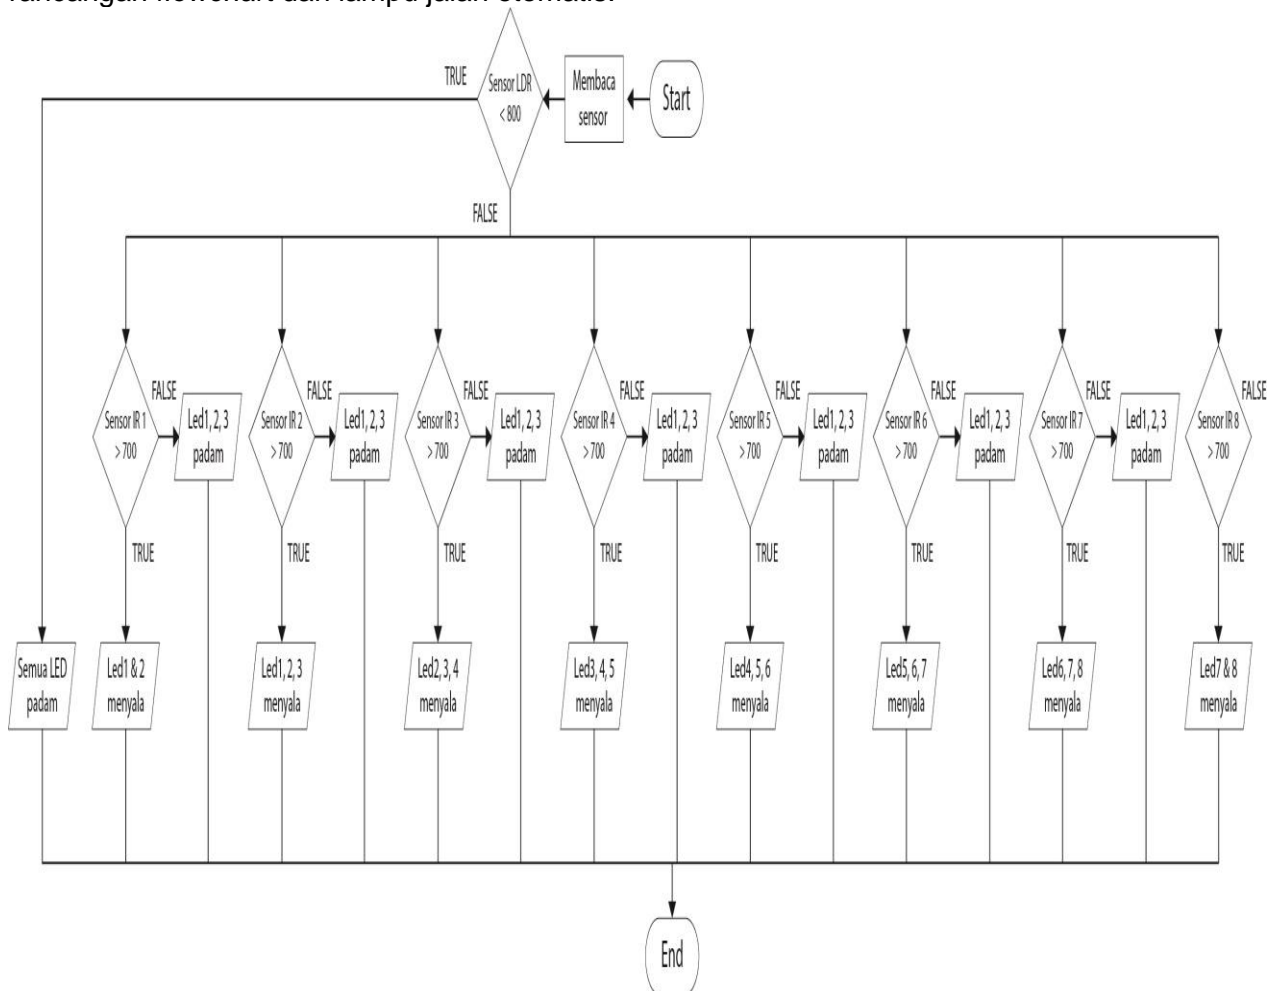 rancangan flowchart dari lampu jalan otomatis.
TRUE
Sensor LDR
< 800
Membaca
sensor
Start
FALSE
Sensor IR 1
>700
FALSE
Led1, 2, 3
padam
Sensor IR 2
>700
FALSE
Led1, 2, 3
padam
Sensor IR 3
>700
FALSE
Led1, 2, 3
padam
Sensor IR 4
>700
FALSE
Led1, 2, 3
padam
Sensor IR 5
>700
FALSE
Led1, 2, 3
padam
Sensor IR 6
>700
FALSE
Led1, 2, 3
padam
Sensor IR 7
>700
FALSE
Led1, 2, 3
padam
Sensor IR 8
>700
FALSE
TRUE
TRUE
TRUE
TRUE
TRUE
TRUE
TRUE
TRUE
Semua LED
padam
Led1 & 2
menyala
Led1, 2, 3
menyala
Led2, 3, 4
menyala
Led3, 4, 5
menyala
Led4, 5, 6
menyala
Led5, 6, 7
menyala
Led6, 7, 8
menyala
Led7 & 8
menyala
End